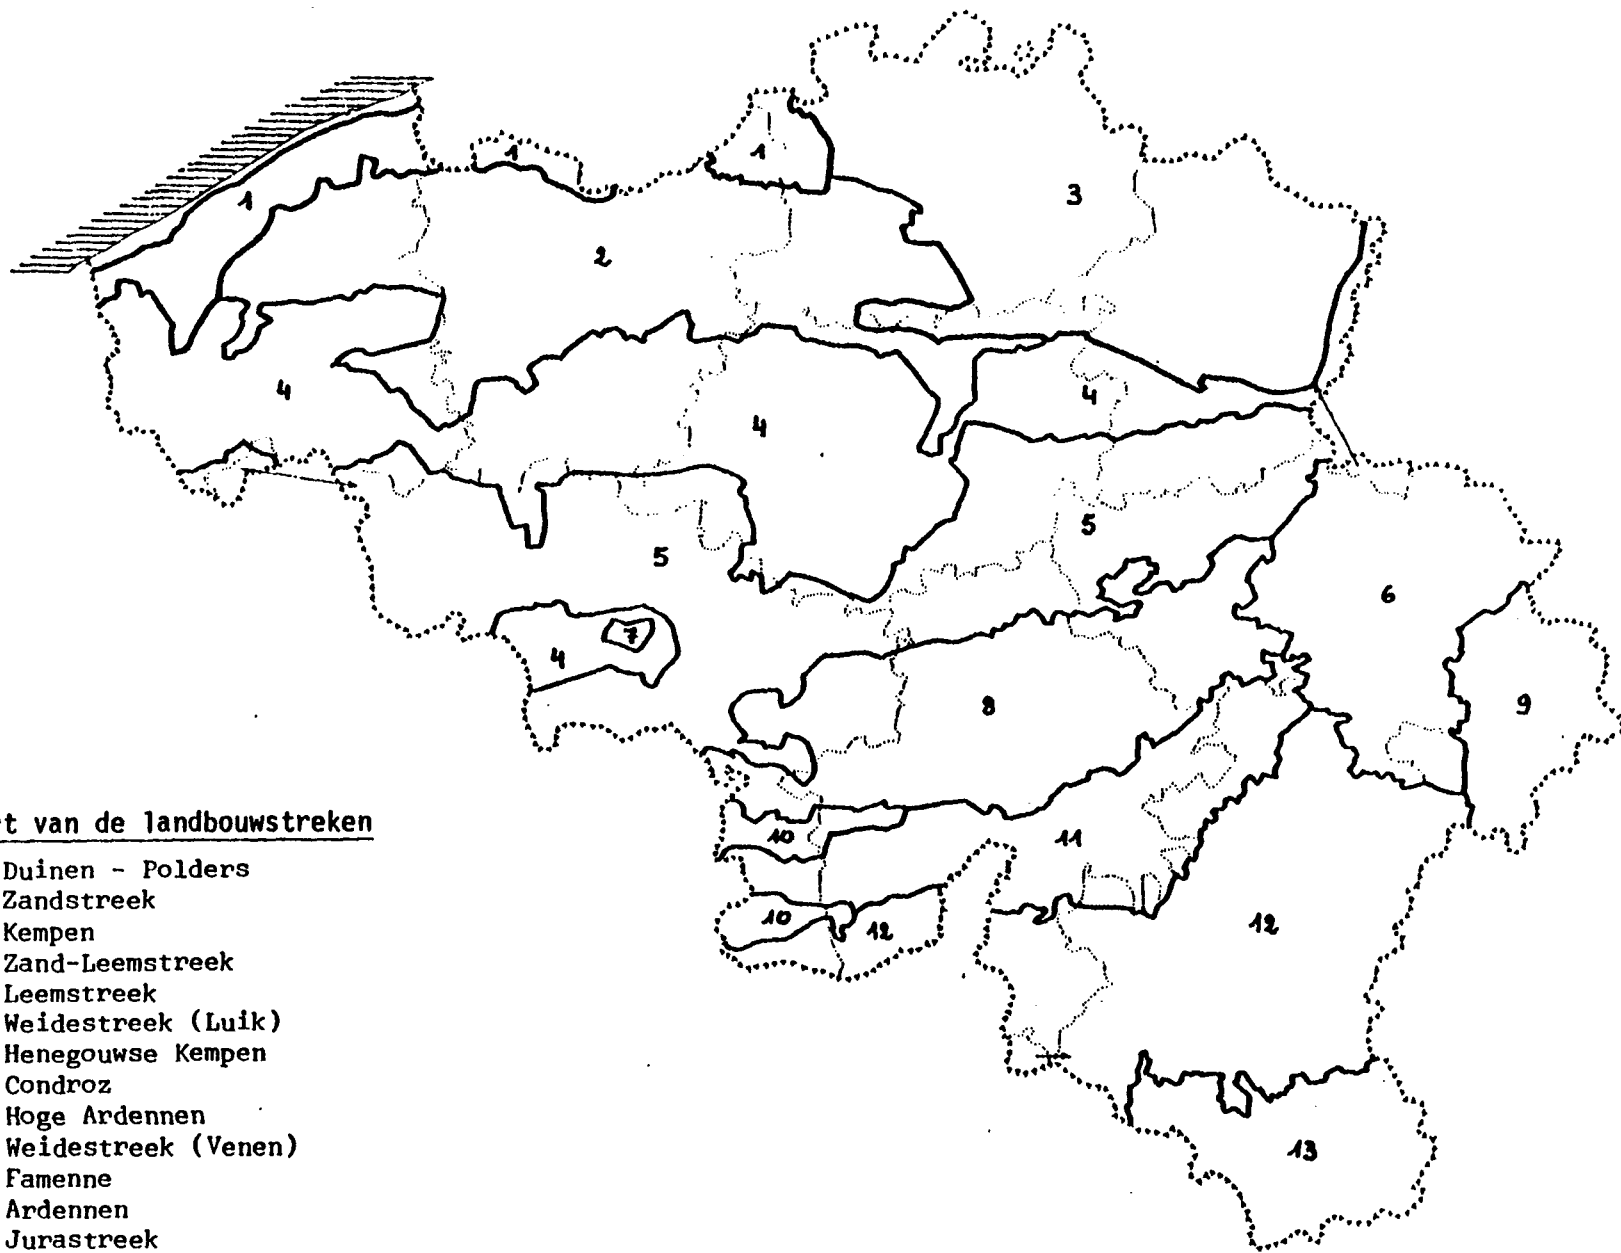 1
1
1
3
2
4
4
4
5
5
6
7
4
8
9
10
11
10
12
12
13
t van de landbouwstreken
Duinen - Polders
Zandstreek
Kempen
Zand-Leemstreek
Leemstreek
Weidestreek (Luik)
Henegouwse Kempen
Condroz
Hoge Ardennen
Weidestreek (Venen)
Famenne
Ardennen
Jurastreek